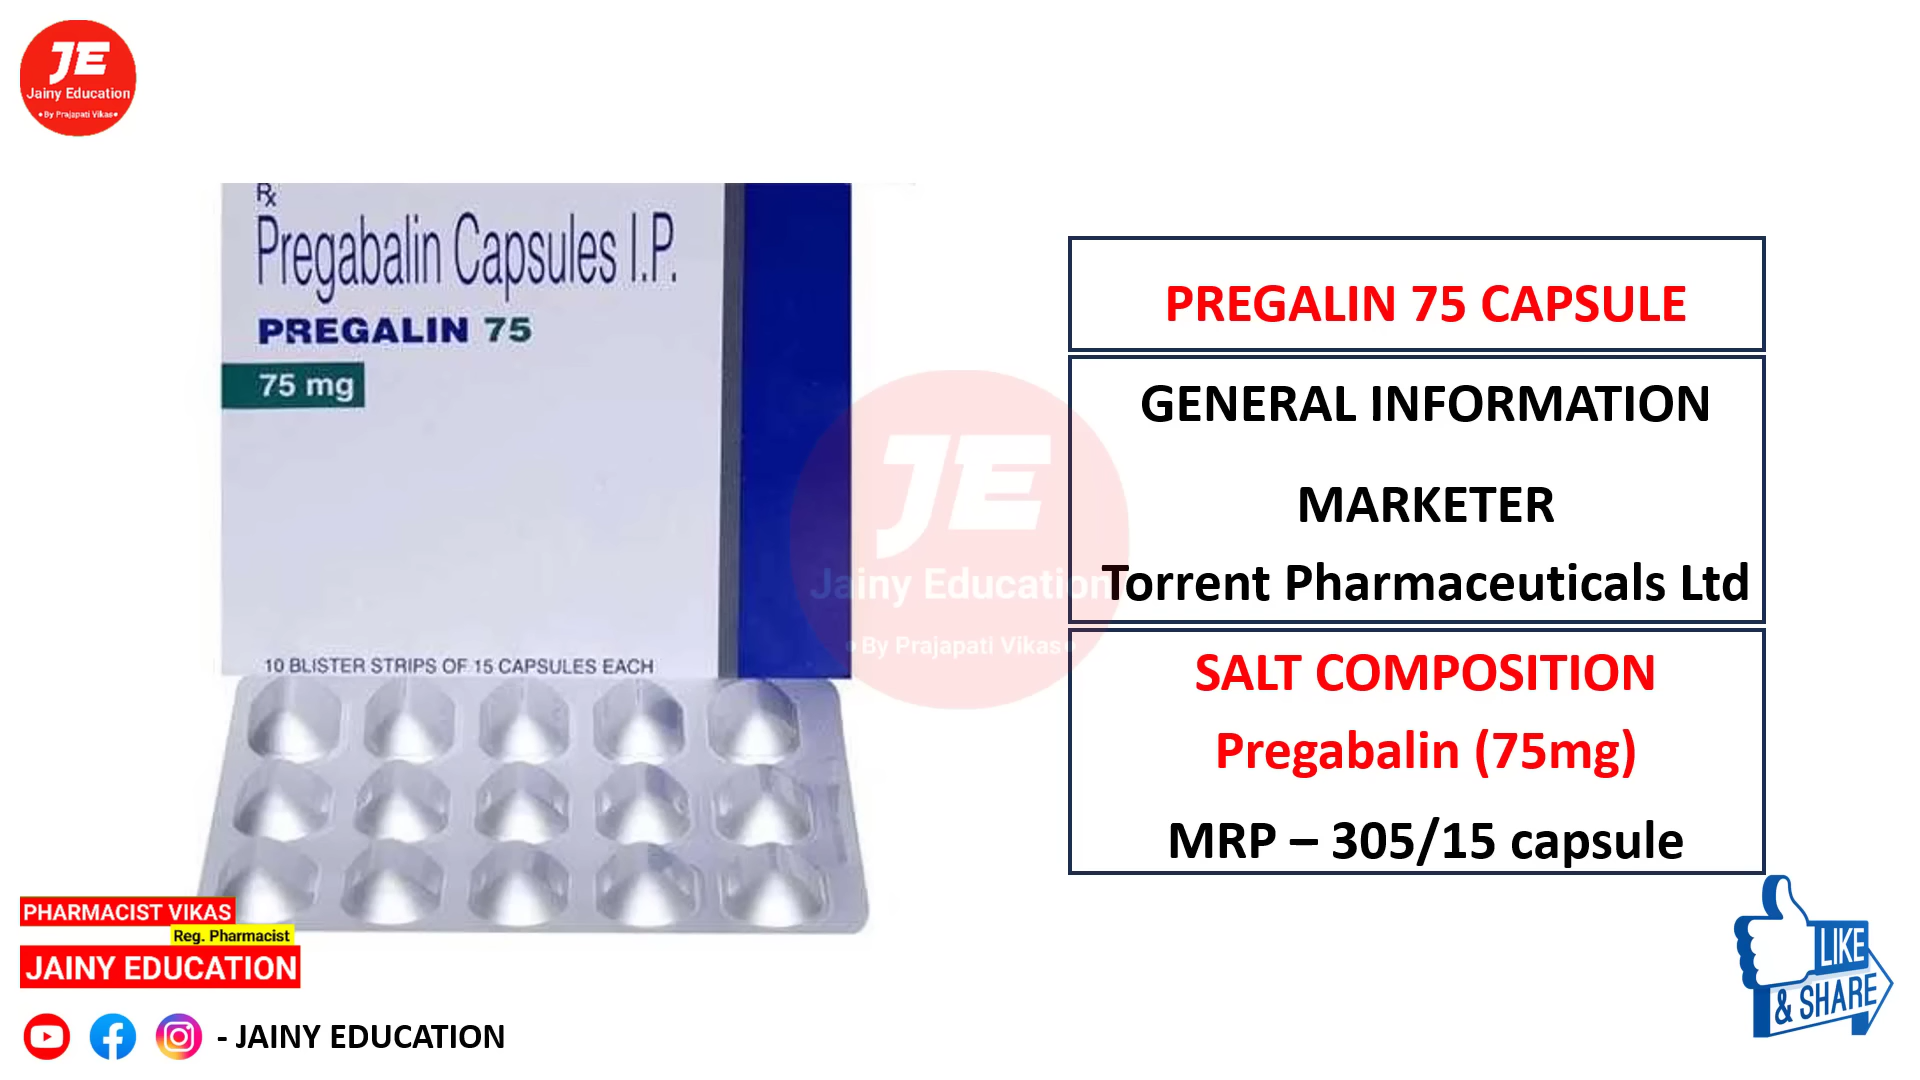 JE
Jainy Education
•By Prajapati Vikas•
Rx
Pregabalin Capsules I.P.
PREGALIN 75
75 mg
10 BLISTER STRIPS OF 15 CAPSULES EACH
PREGALIN 75 CAPSULE
GENERAL INFORMATION
MARKETER
Torrent Pharmaceuticals Ltd
SALT COMPOSITION
Pregabalin (75mg)
MRP – 305/15 capsule
JE
Jainy Education
• By Prajapati Vikas•
PHARMACIST VIKAS
Reg. Pharmacist
JAINY EDUCATION
- JAINY EDUCATION
LIKE
& SHARE